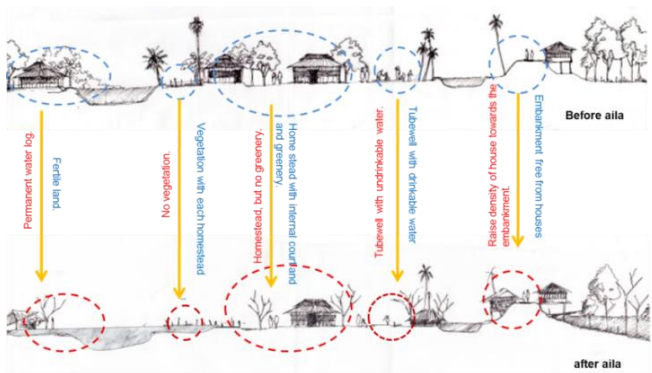 Before aila
Fertile land.
Permanent water log.
Vegetation with each homestead
No vegetation.
Home stead with internal courtland
and greenery.
Homestead, but no greenery.
Tubewell with drinkable water
Tubewell with undrinkable water.
Embankment free from houses
Raise density of house towards the
embankment.
after aila